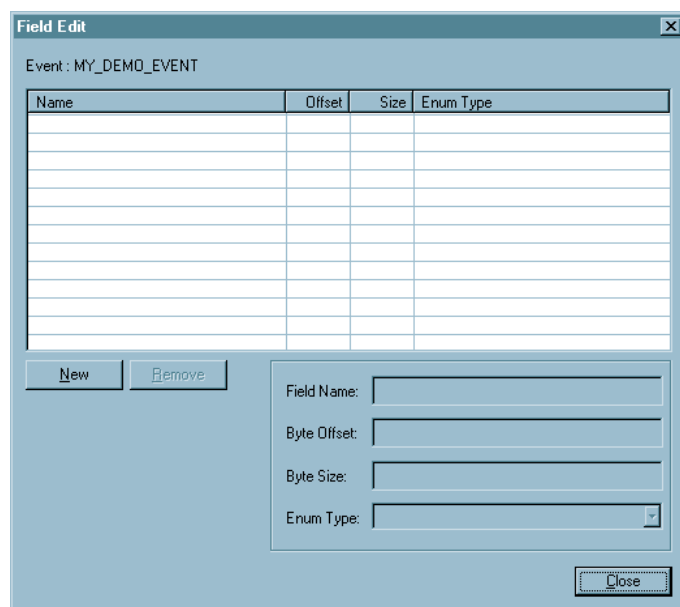 Field Edit
Event : MY_DEMO_EVENT
Name Offset Size Enum Type
New Remove
Field Name:
Byte Offset:
Byte Size:
Enum Type:
Close